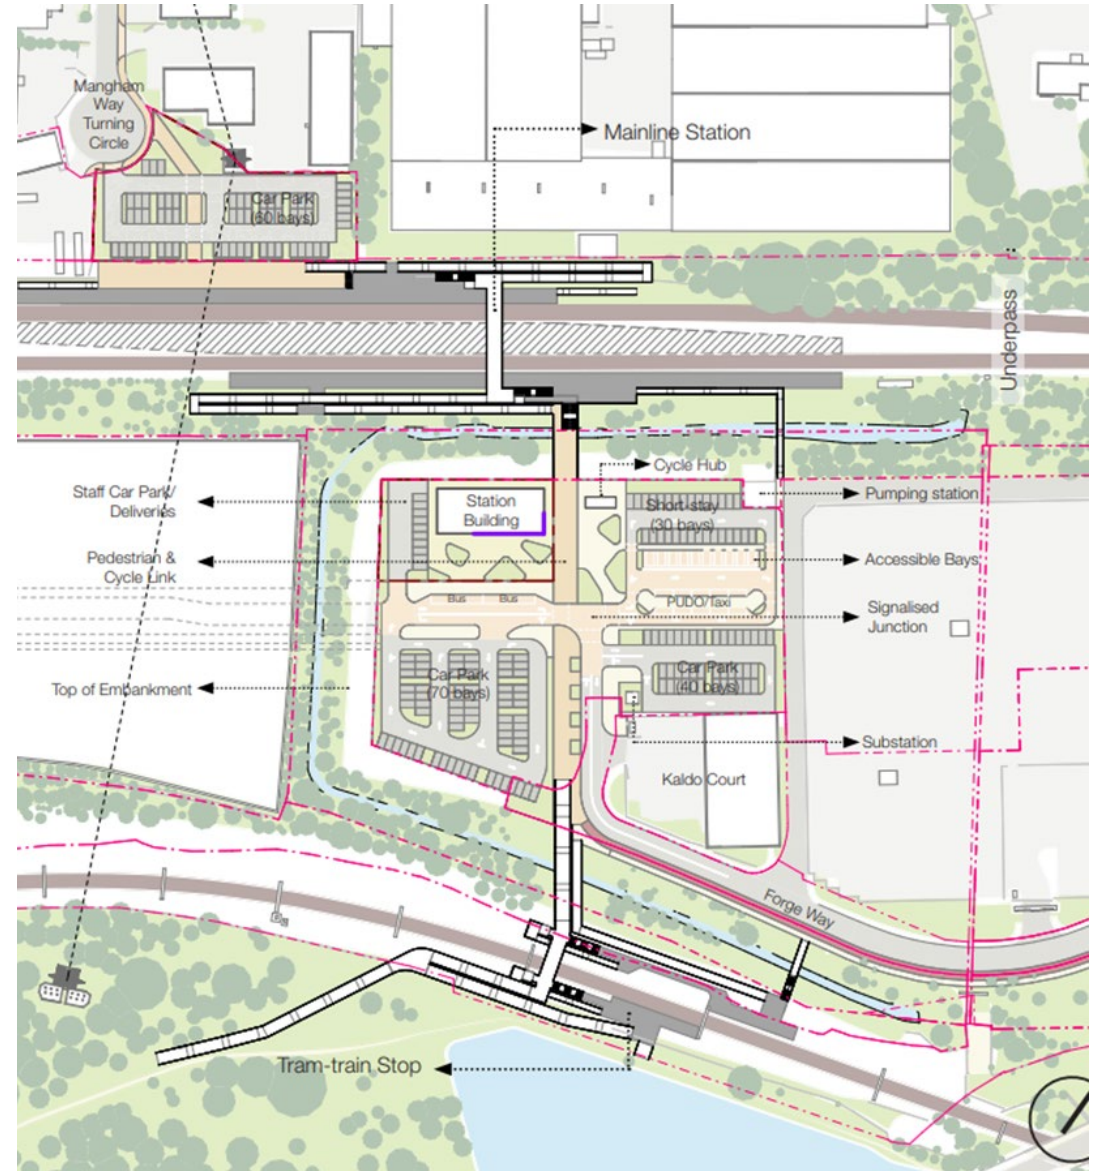 Mangham
Way
Turning
Circle
Mainline Station
Car Park
(60 bays)
Underpass
Cycle Hub
Staff Car Park/
Deliveries
Station
Building
Short-stay
(30 bays)
Pumping station
Pedestrian &
Cycle Link
Accessible Bays
Bus
Bus
PUDO/Taxi
Signalised
Junction
Top of Embankment
Car Park
(70 bays)
Car Park
(40 bays)
Substation
Kaldo Court
Forge Way
Tram-train Stop